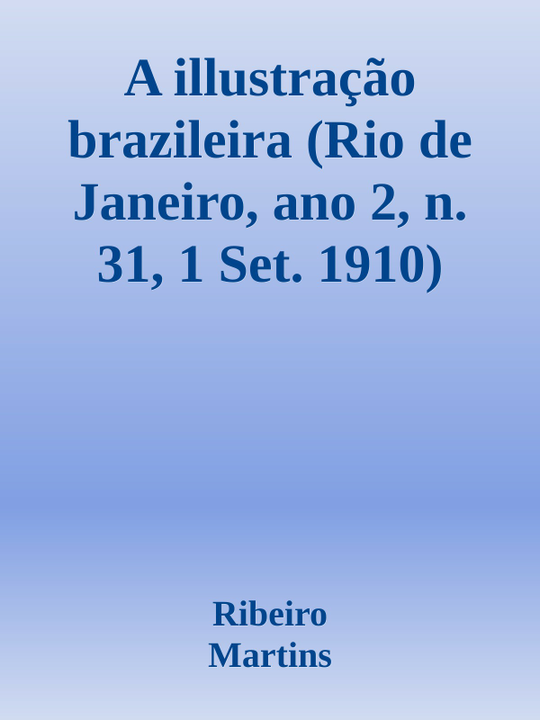 A illustração
brazileira (Rio de
Janeiro, ano 2, n.
31, 1 Set. 1910)
Ribeiro
Martins